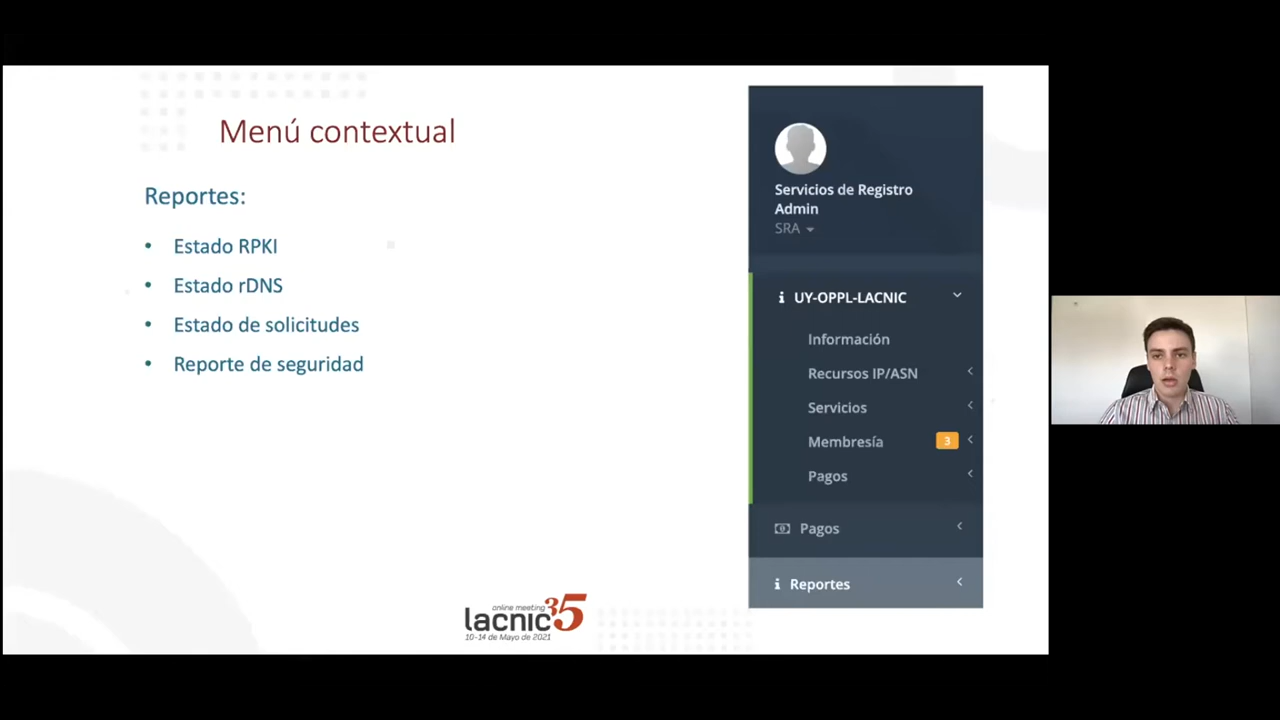 Menú contextual
Reportes:
• Estado RPKI
• Estado rDNS
• Estado de solicitudes
• Reporte de seguridad
online meeting
lacnic35
10-14 de Mayo de 2021
Servicios de Registro
Admin
SRA
UY-OPPL-LACNIC
Información
Recursos IP/ASN
Servicios
Membresía 3
Pagos
Pagos
Reportes